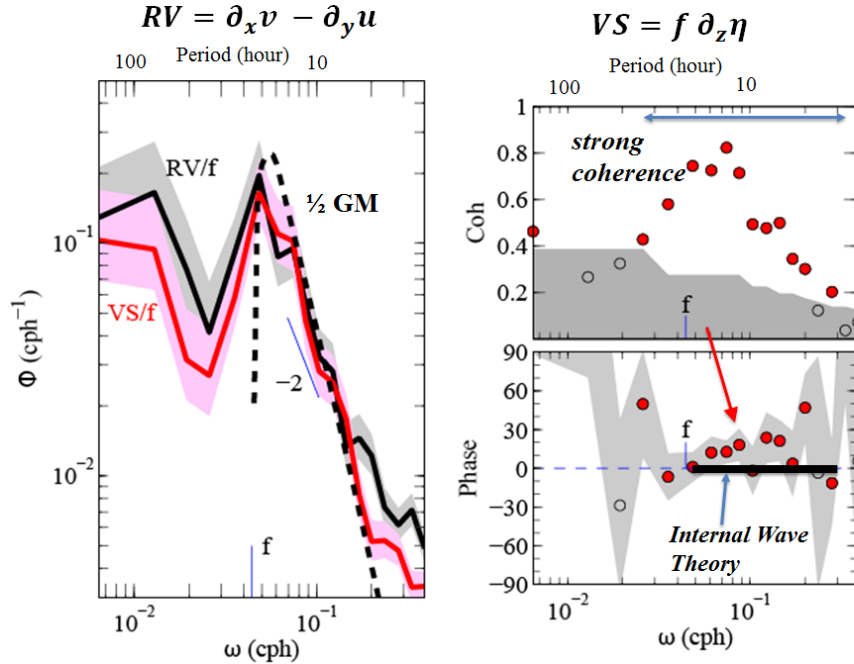 RV = ∂ₓv − ∂ᵧu
VS = f ∂_zη
Period (hour)
100 10
RV/f
½ GM
VS/f
−2
f
10⁻¹
10⁻²
Φ (cph⁻¹)
10⁻² 10⁻¹
ω (cph)
Period (hour)
100 10
strong
coherence
1
0.8
0.6
0.4
0.2
Coh
f
90
60
30
0
−30
−60
−90
Phase
f
Internal Wave
Theory
10⁻² 10⁻¹
ω (cph)